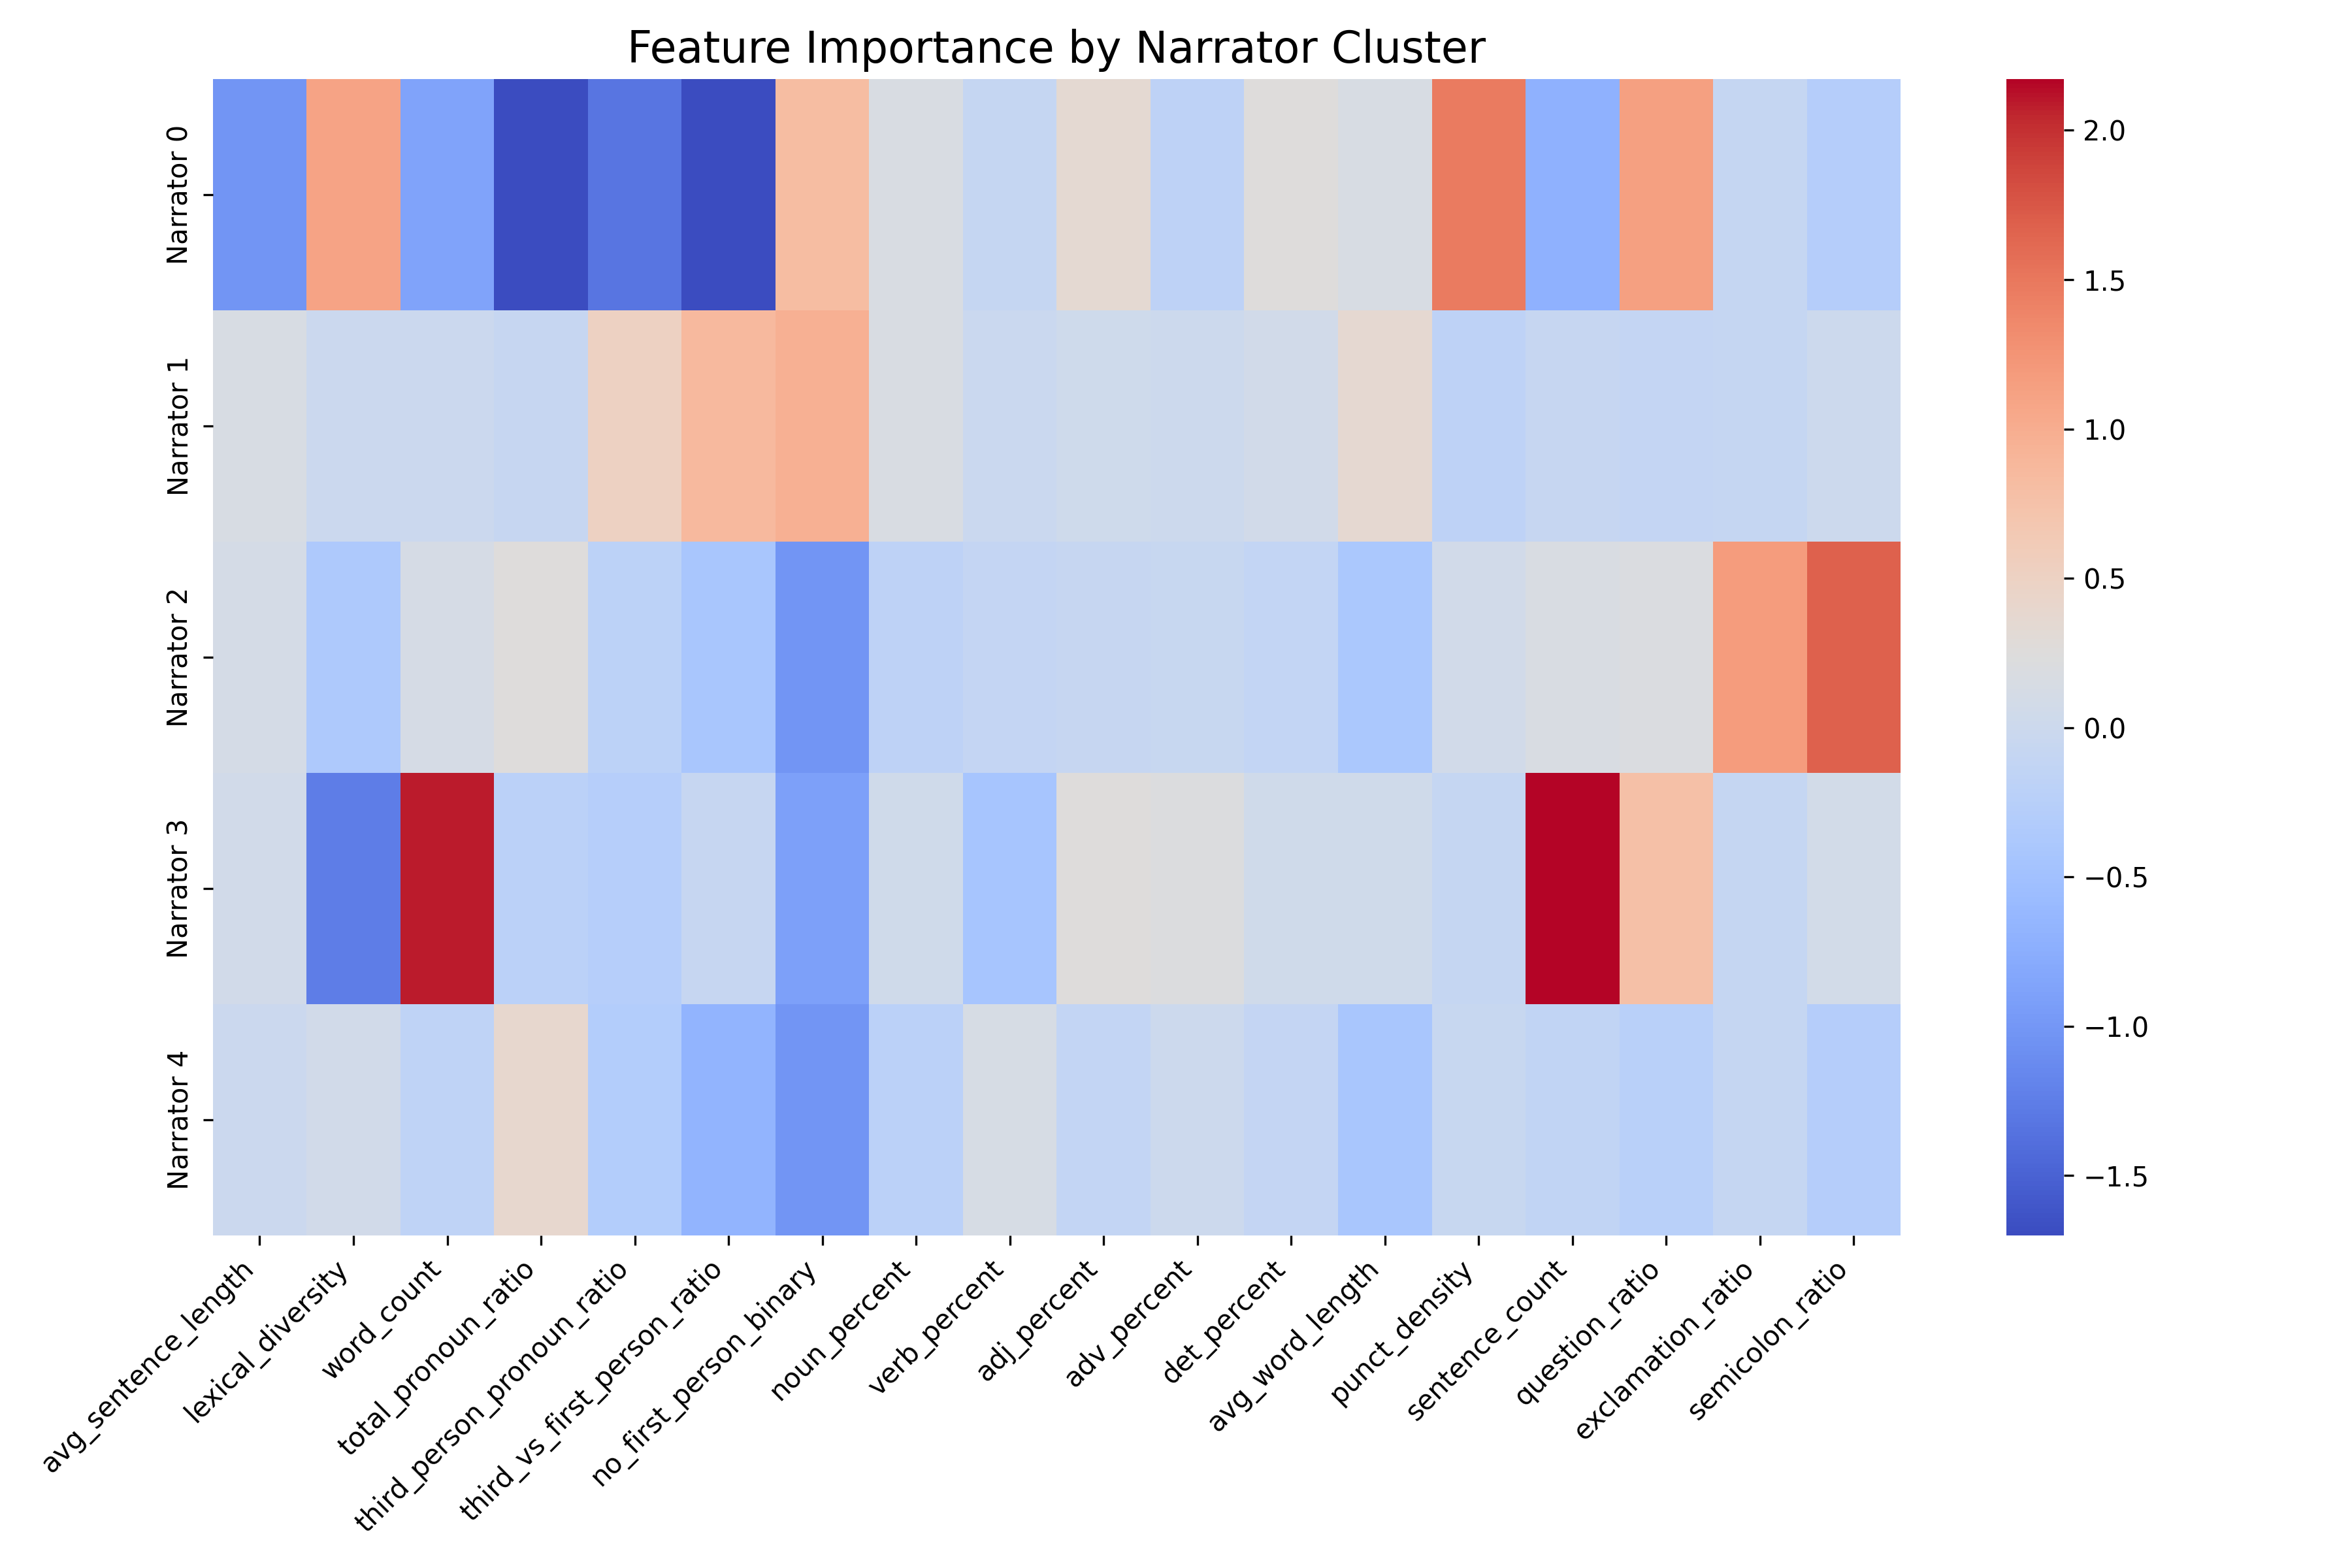 Feature Importance by Narrator Cluster
Narrator 0
Narrator 1
Narrator 2
Narrator 3
Narrator 4
avg_sentence_length
lexical_diversity
word_count
total_pronoun_ratio
third_person_pronoun_ratio
third_vs_first_person_ratio
no_first_person_binary
noun_percent
verb_percent
adj_percent
adv_percent
det_percent
avg_word_length
punct_density
sentence_count
question_ratio
exclamation_ratio
semicolon_ratio
2.0
1.5
1.0
0.5
0.0
−0.5
−1.0
−1.5